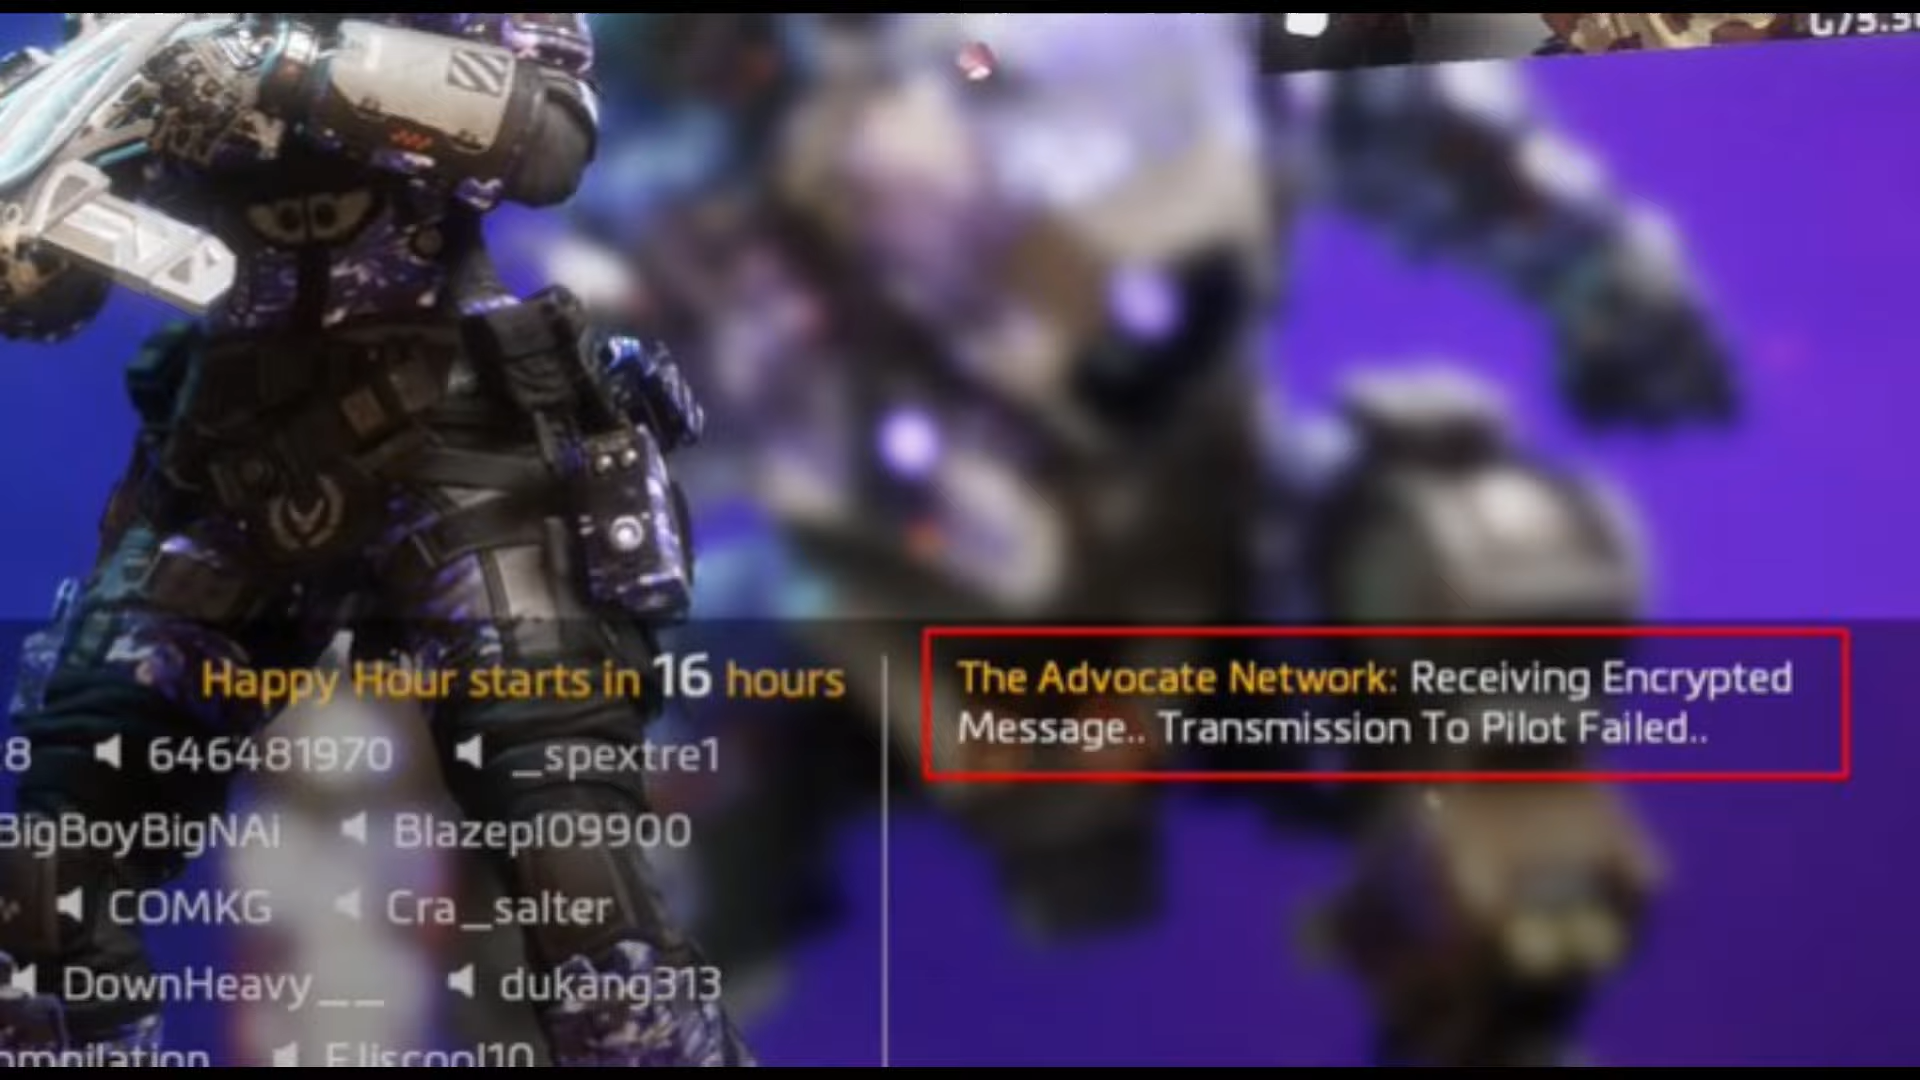 Happy Hour starts in 16 hours
The Advocate Network: Receiving Encrypted
Message.. Transmission To Pilot Failed..
8 646481970 _spextre1
BigBoyBigNAi Blazepl09900
COMKG Cra_salter
DownHeavy__ dukang313